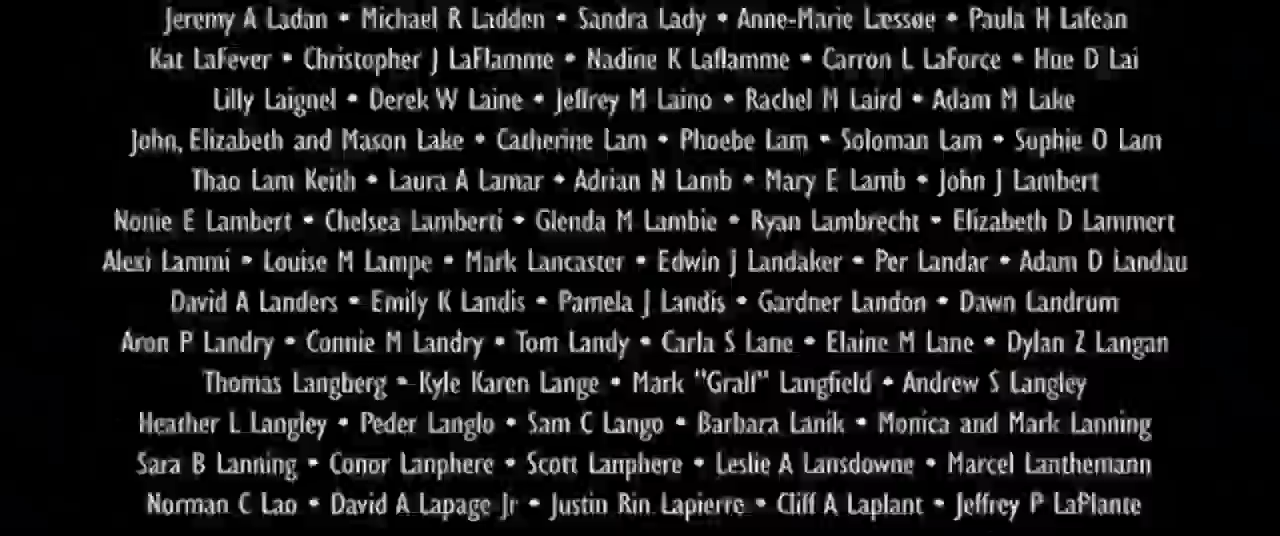 Jeremy A Ladan • Michael R Ladden • Sandra Lady • Anne-Marie Læssøe • Paula H Lafean
Kat LaFever • Christopher J LaFlamme • Nadine K Laflamme • Carron L LaForce • Hue D Lai
Lilly Laignel • Derek W Laine • Jeffrey M Laino • Rachel M Laird • Adam M Lake
John, Elizabeth and Mason Lake • Catherine Lam • Phoebe Lam • Soloman Lam • Sophie O Lam
Thao Lam Keith • Laura A Lamar • Adrian N Lamb • Mary E Lamb • John J Lambert
Nonie E Lambert • Chelsea Lamberti • Glenda M Lambie • Ryan Lambrecht • Elizabeth D Lammert
Alexi Lammi • Louise M Lampe • Mark Lancaster • Edwin J Landaker • Per Landar • Adam D Landau
David A Landers • Emily K Landis • Pamela J Landis • Gardner Landon • Dawn Landrum
Aron P Landry • Connie M Landry • Tom Landy • Carla S Lane • Elaine M Lane • Dylan Z Langan
Thomas Langberg • Kyle Karen Lange • Mark "Gralf" Langfield • Andrew S Langley
Heather L Langley • Peder Langlo • Sam C Lango • Barbara Lanik • Monica and Mark Lanning
Sara B Lanning • Conor Lanphere • Scott Lanphere • Leslie A Lansdowne • Marcel Lanthemann
Norman C Lao • David A Lapage Jr • Justin Rin Lapierre • Cliff A Laplant • Jeffrey P LaPlante